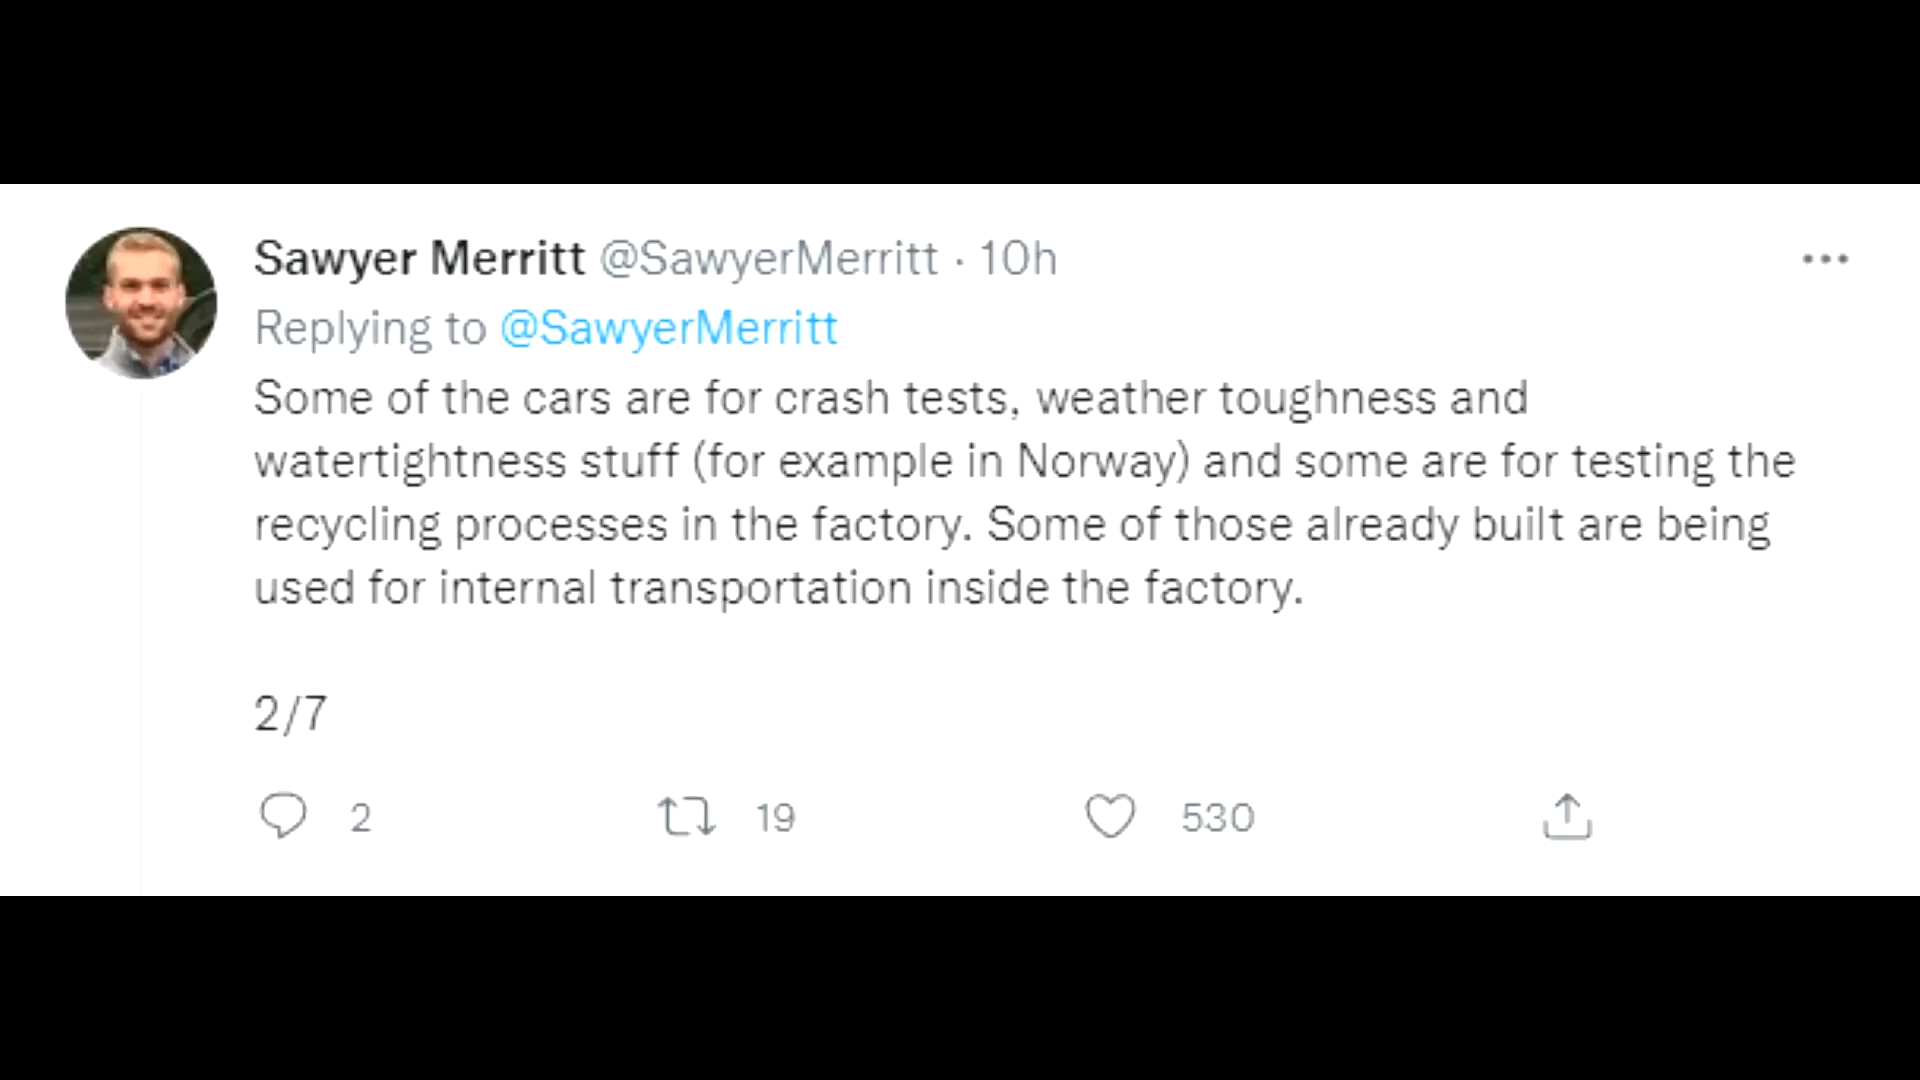 Sawyer Merritt @SawyerMerritt · 10h
Replying to @SawyerMerritt
Some of the cars are for crash tests, weather toughness and
watertightness stuff (for example in Norway) and some are for testing the
recycling processes in the factory. Some of those already built are being
used for internal transportation inside the factory.
2/7
2 19 530